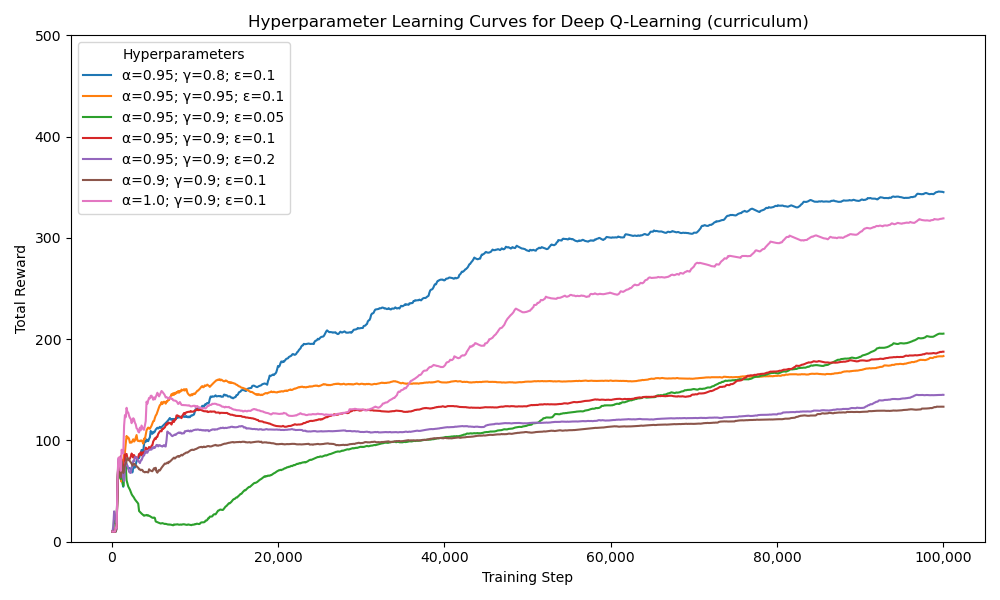 Hyperparameter Learning Curves for Deep Q-Learning (curriculum)
500
400
300
200
100
0
Total Reward
Hyperparameters
α=0.95; γ=0.8; ε=0.1
α=0.95; γ=0.95; ε=0.1
α=0.95; γ=0.9; ε=0.05
α=0.95; γ=0.9; ε=0.1
α=0.95; γ=0.9; ε=0.2
α=0.9; γ=0.9; ε=0.1
α=1.0; γ=0.9; ε=0.1
0 20,000 40,000 60,000 80,000 100,000
Training Step